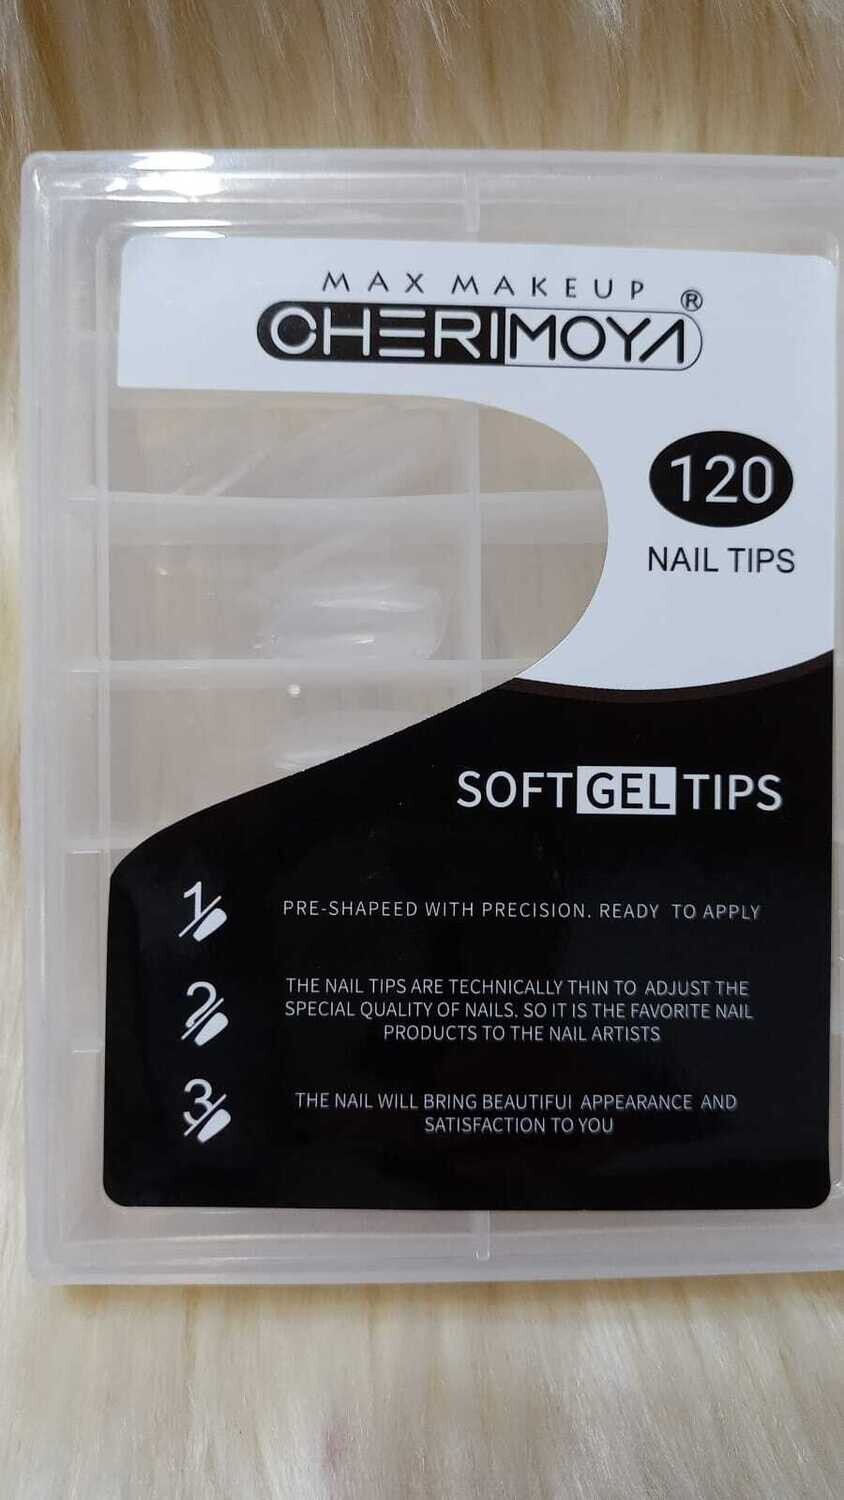 MAX MAKEUP
CHERIMOYA®
120
NAIL TIPS
SOFT GEL TIPS
1
PRE-SHAPEED WITH PRECISION. READY TO APPLY
2
THE NAIL TIPS ARE TECHNICALLY THIN TO ADJUST THE
SPECIAL QUALITY OF NAILS. SO IT IS THE FAVORITE NAIL
PRODUCTS TO THE NAIL ARTISTS
3
THE NAIL WILL BRING BEAUTIFUl APPEARANCE AND
SATISFACTION TO YOU